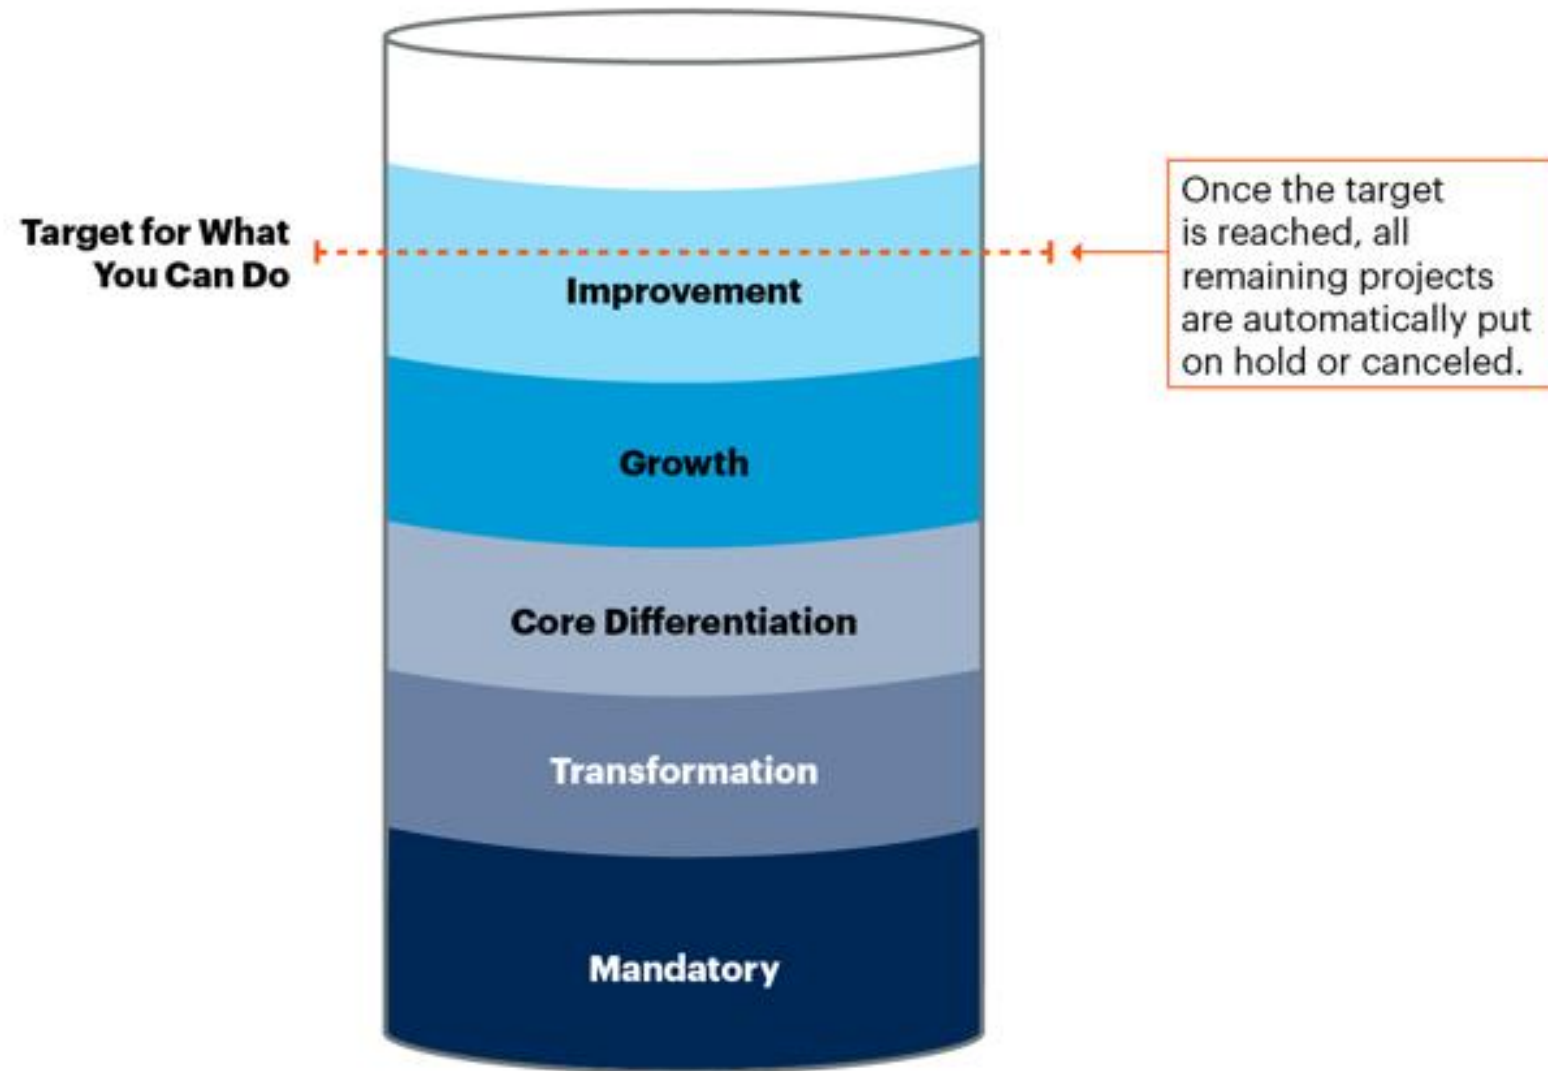 Target for What
You Can Do
Once the target
is reached, all
remaining projects
are automatically put
on hold or canceled.
Improvement
Growth
Core Differentiation
Transformation
Mandatory